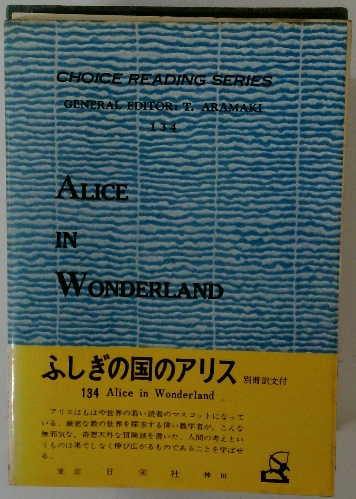 CHOICE READING SERIES
GENERAL EDITOR: T. ARAMAKI
134
ALICE
IN
WONDERLAND
ふしぎの国のアリス 別冊訳文付
134 Alice in Wonderland
アリスはもはや世界の若い読者のマスコットになって
いる。厳密な数の世界を探求する偉い数学者が、こんな
無邪気な、奇想天外な冒険談を書いた。人間の考えとい
うものは果てしなく伸び広がるものであることを学ばせ
る。
東京 日栄社 神田